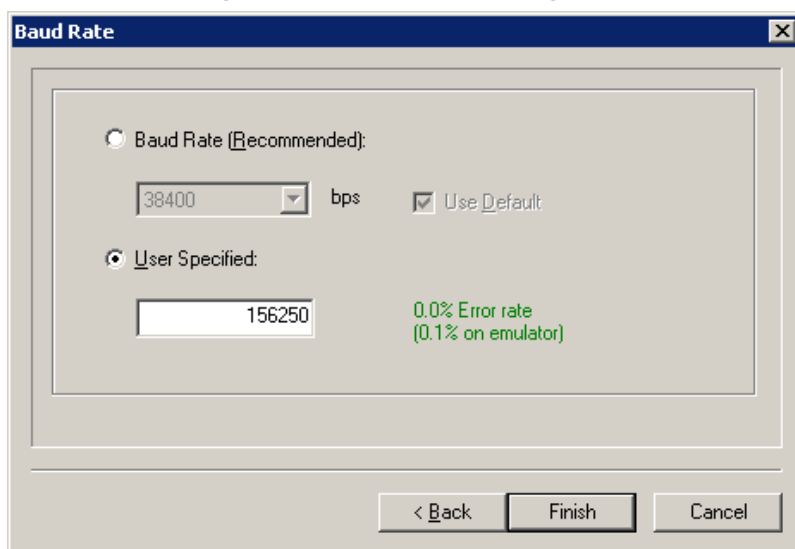 Baud Rate
Baud Rate (Recommended):
38400 bps Use Default
User Specified:
156250 0.0% Error rate
(0.1% on emulator)
< Back Finish Cancel